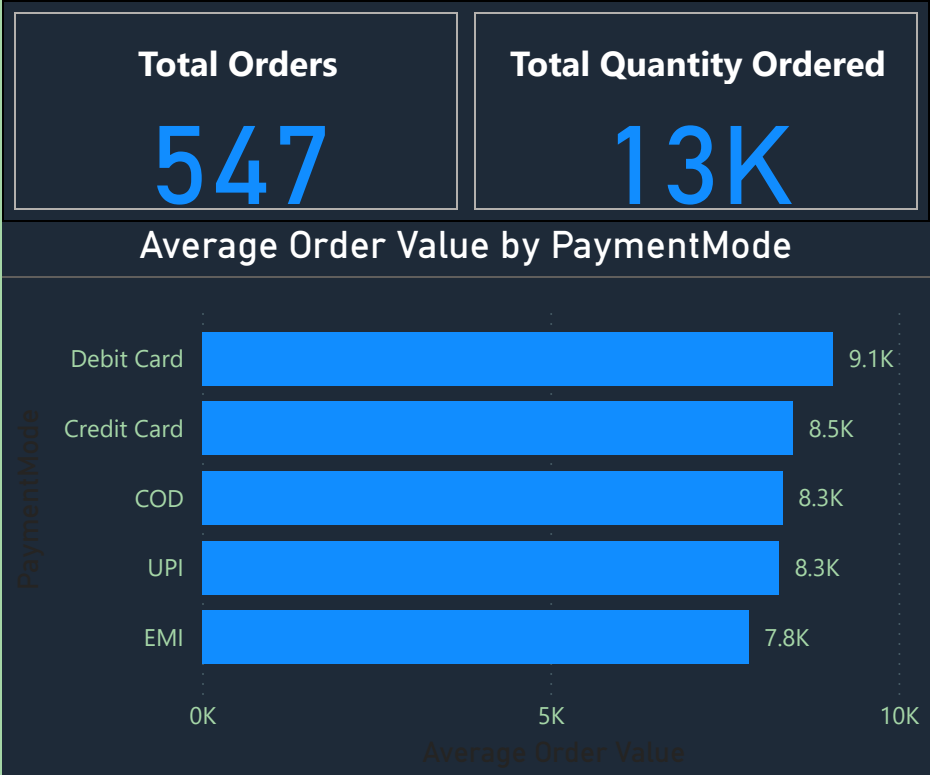 Total Orders
547
Total Quantity Ordered
13K
Average Order Value by PaymentMode
PaymentMode
Debit Card 9.1K
Credit Card 8.5K
COD 8.3K
UPI 8.3K
EMI 7.8K
0K 5K 10K
Average Order Value